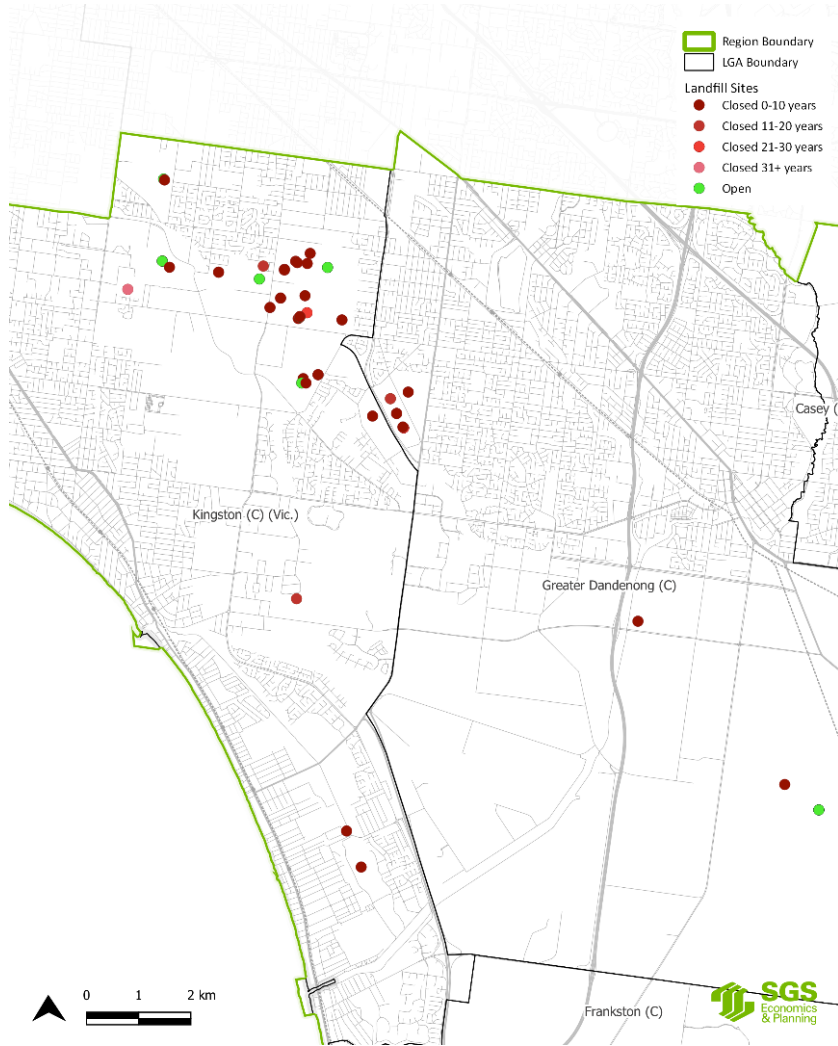 Region Boundary
LGA Boundary
Landfill Sites
Closed 0-10 years
Closed 11-20 years
Closed 21-30 years
Closed 31+ years
Open
Casey (
Kingston (C) (Vic.)
Greater Dandenong (C)
0 1 2 km
Frankston (C)
SGS
Economics
& Planning